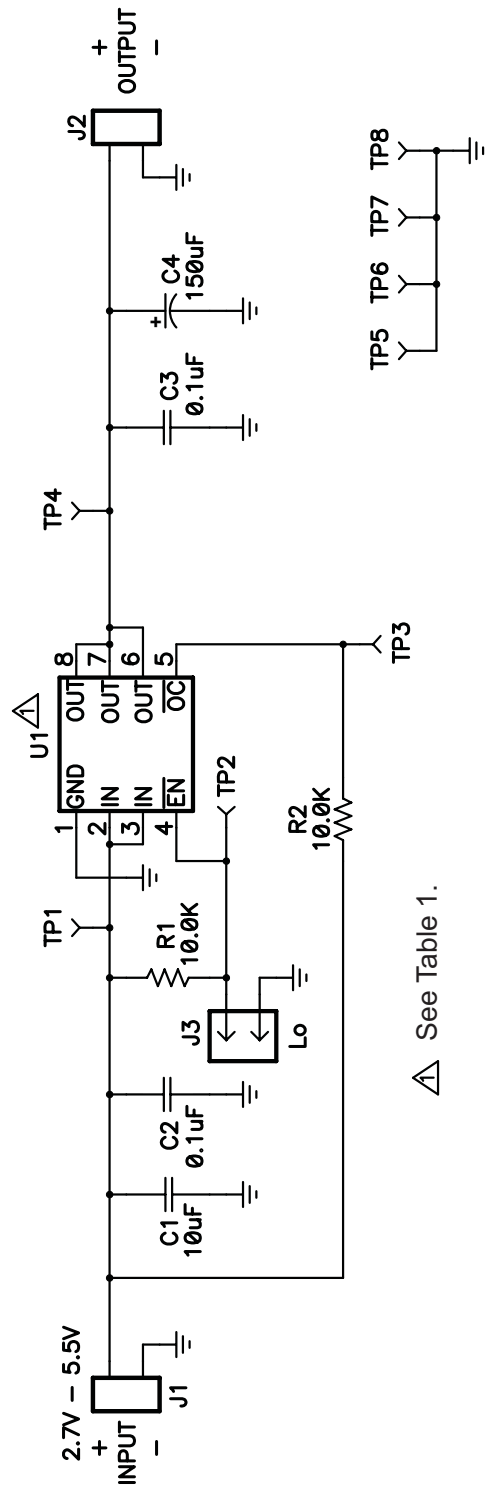 2.7V - 5.5V
+
INPUT
-
J1
C1
10uF
C2
0.1uF
J3
Lo
R1
10.0K
TP1
TP2
U1
1
1 GND
2 IN
3 IN
4 EN
OUT 8
OUT 7
OUT 6
OC 5
R2
10.0K
TP3
TP4
C3
0.1uF
+
C4
150uF
J2
+
OUTPUT
-
TP5
TP6
TP7
TP8
1 See Table 1.